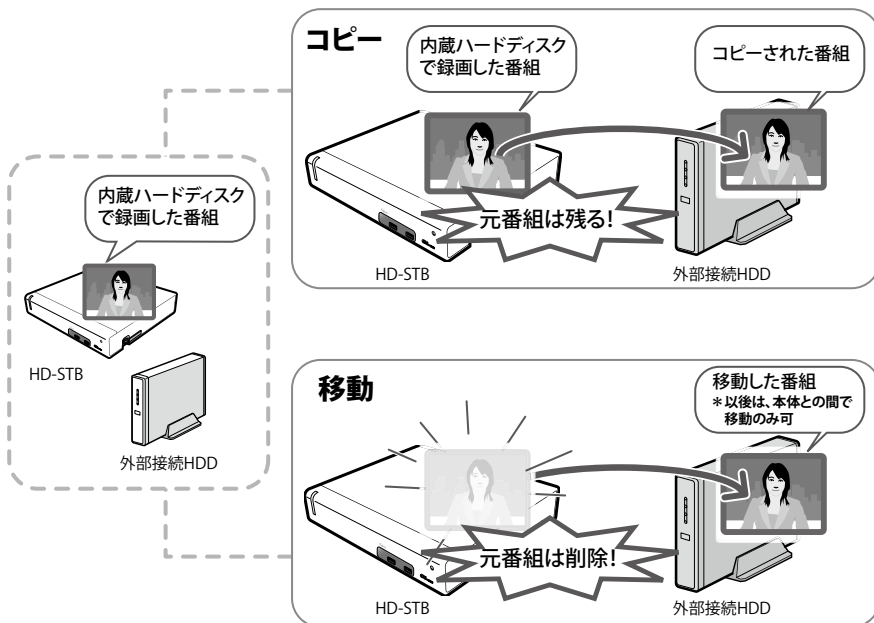 内蔵ハードディスク
で録画した番組
HD-STB
外部接続HDD
コピー
内蔵ハードディスク
で録画した番組
コピーされた番組
元番組は残る!
HD-STB
外部接続HDD
移動
移動した番組
＊以後は、本体との間で
移動のみ可
元番組は削除!
HD-STB
外部接続HDD